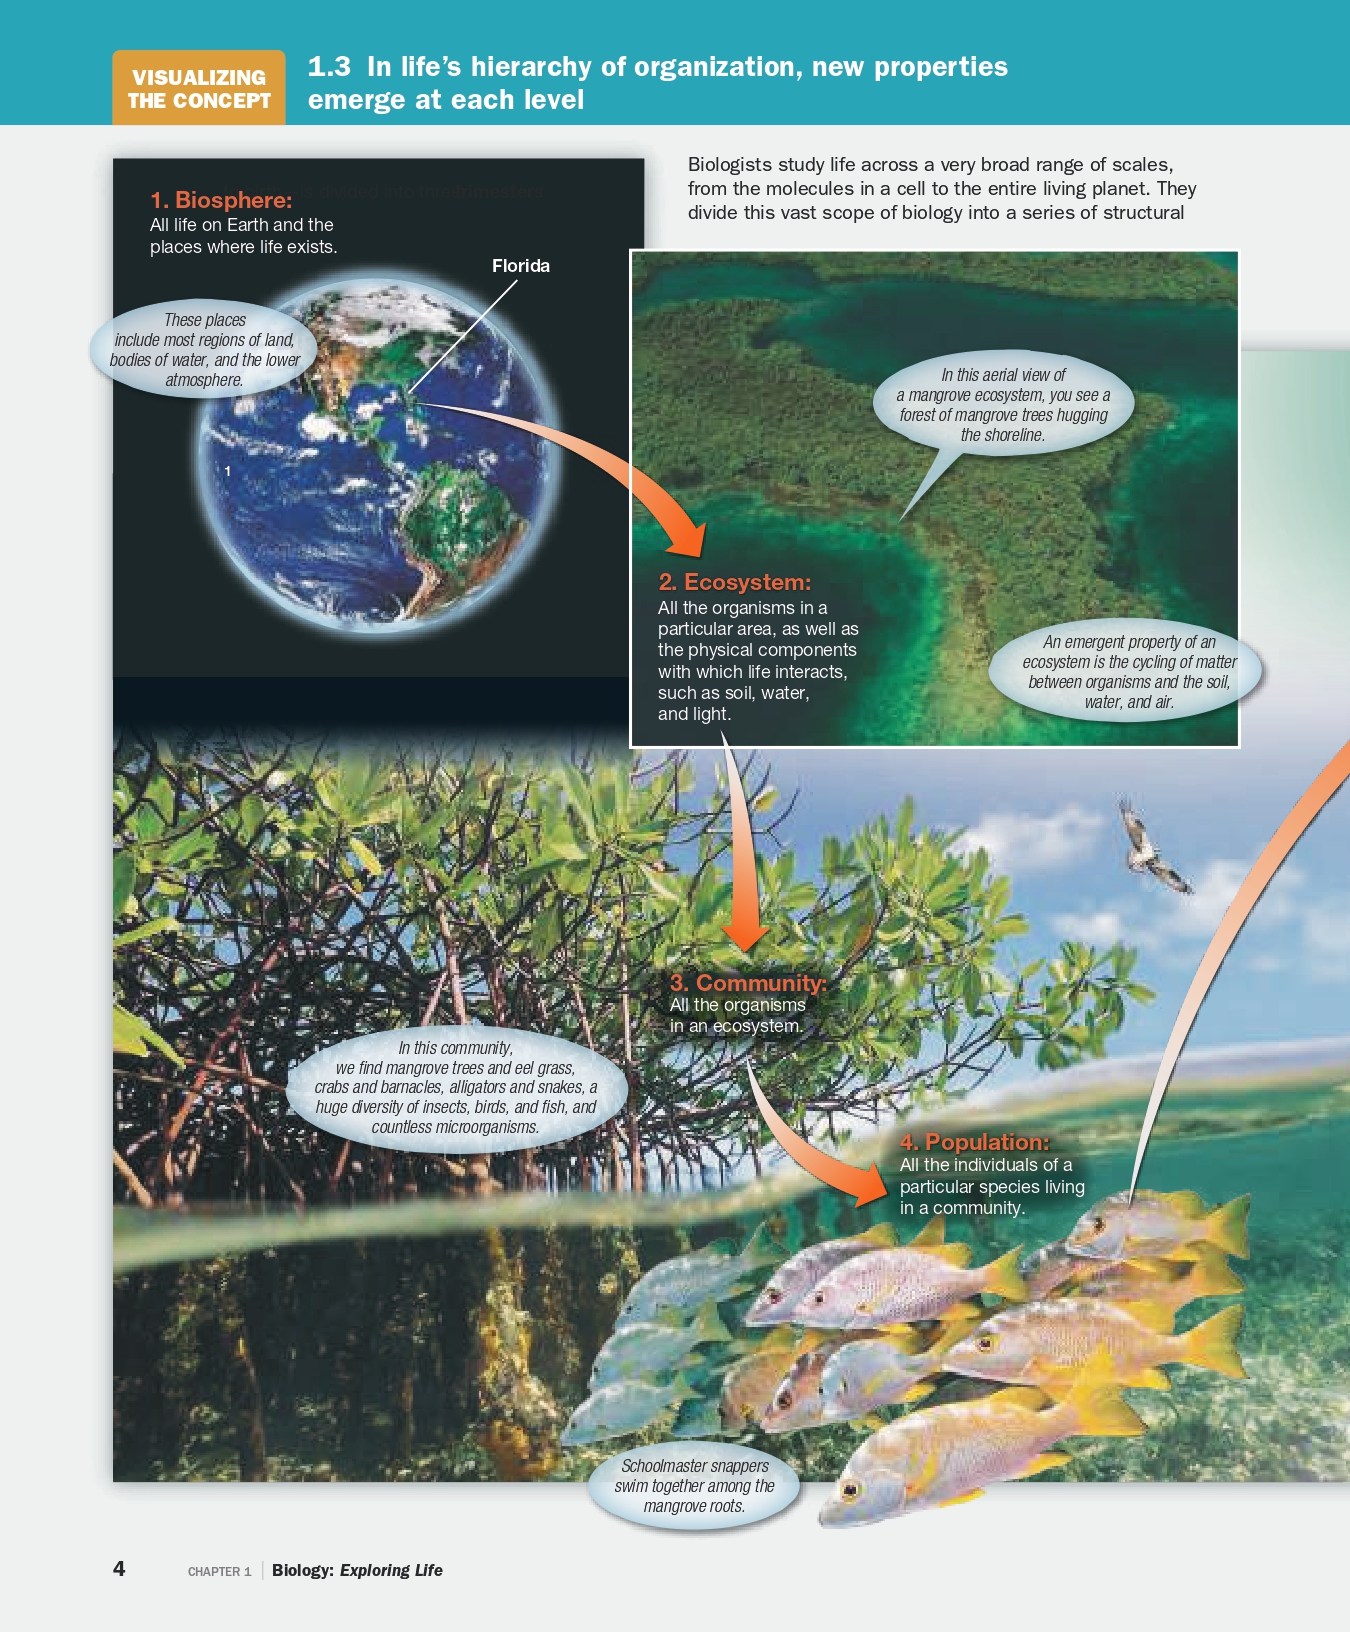 VISUALIZING
THE CONCEPT
1.3 In life's hierarchy of organization, new properties
emerge at each level
1. Biosphere:
All life on Earth and the
places where life exists.
Florida
These places
include most regions of land,
bodies of water, and the lower
atmosphere.
1
Biologists study life across a very broad range of scales,
from the molecules in a cell to the entire living planet. They
divide this vast scope of biology into a series of structural
In this aerial view of
a mangrove ecosystem, you see a
forest of mangrove trees hugging
the shoreline.
2. Ecosystem:
All the organisms in a
particular area, as well as
the physical components
with which life interacts,
such as soil, water,
and light.
An emergent property of an
ecosystem is the cycling of matter
between organisms and the soil,
water, and air.
3. Community:
All the organisms
in an ecosystem.
In this community,
we find mangrove trees and eel grass,
crabs and barnacles, alligators and snakes, a
huge diversity of insects, birds, and fish, and
countless microorganisms.
4. Population:
All the individuals of a
particular species living
in a community.
Schoolmaster snappers
swim together among the
mangrove roots.
4 CHAPTER 1 | Biology: Exploring Life